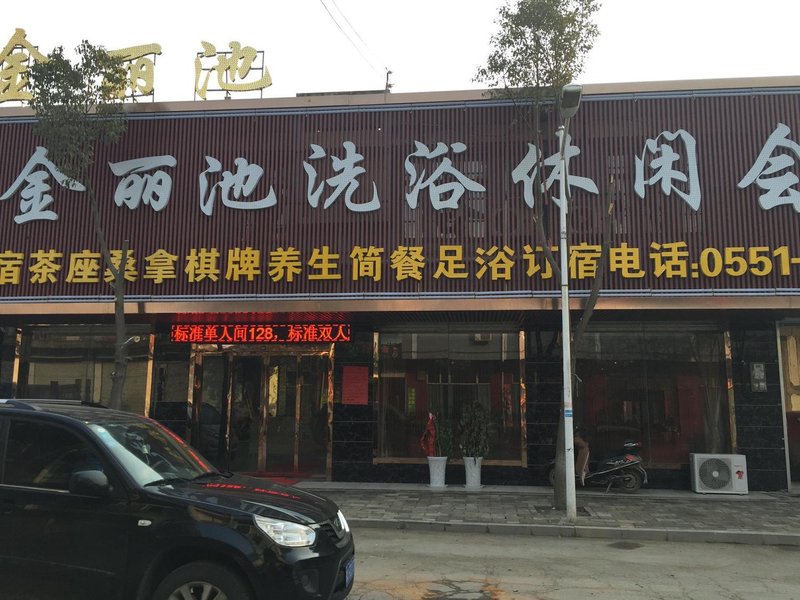 金丽池
金丽池洗浴休闲会
宿茶座桑拿棋牌养生简餐足浴订宿电话:0551-
标准单人间128，标准双人